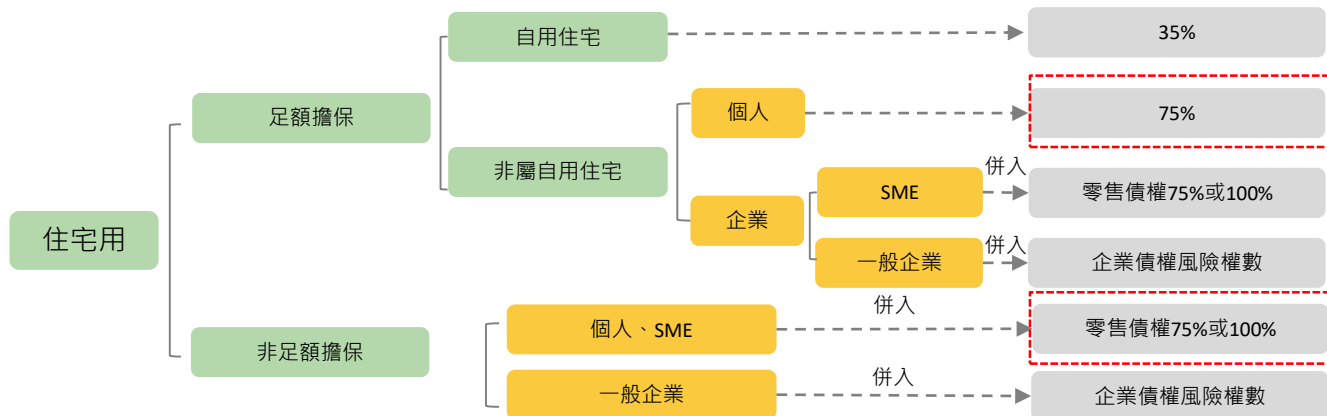 自用住宅
35%
足額擔保
個人
75%
非屬自用住宅
併入
SME
零售債權75%或100%
企業
住宅用
併入
一般企業
企業債權風險權數
併入
個人、SME
零售債權75%或100%
非足額擔保
併入
一般企業
企業債權風險權數